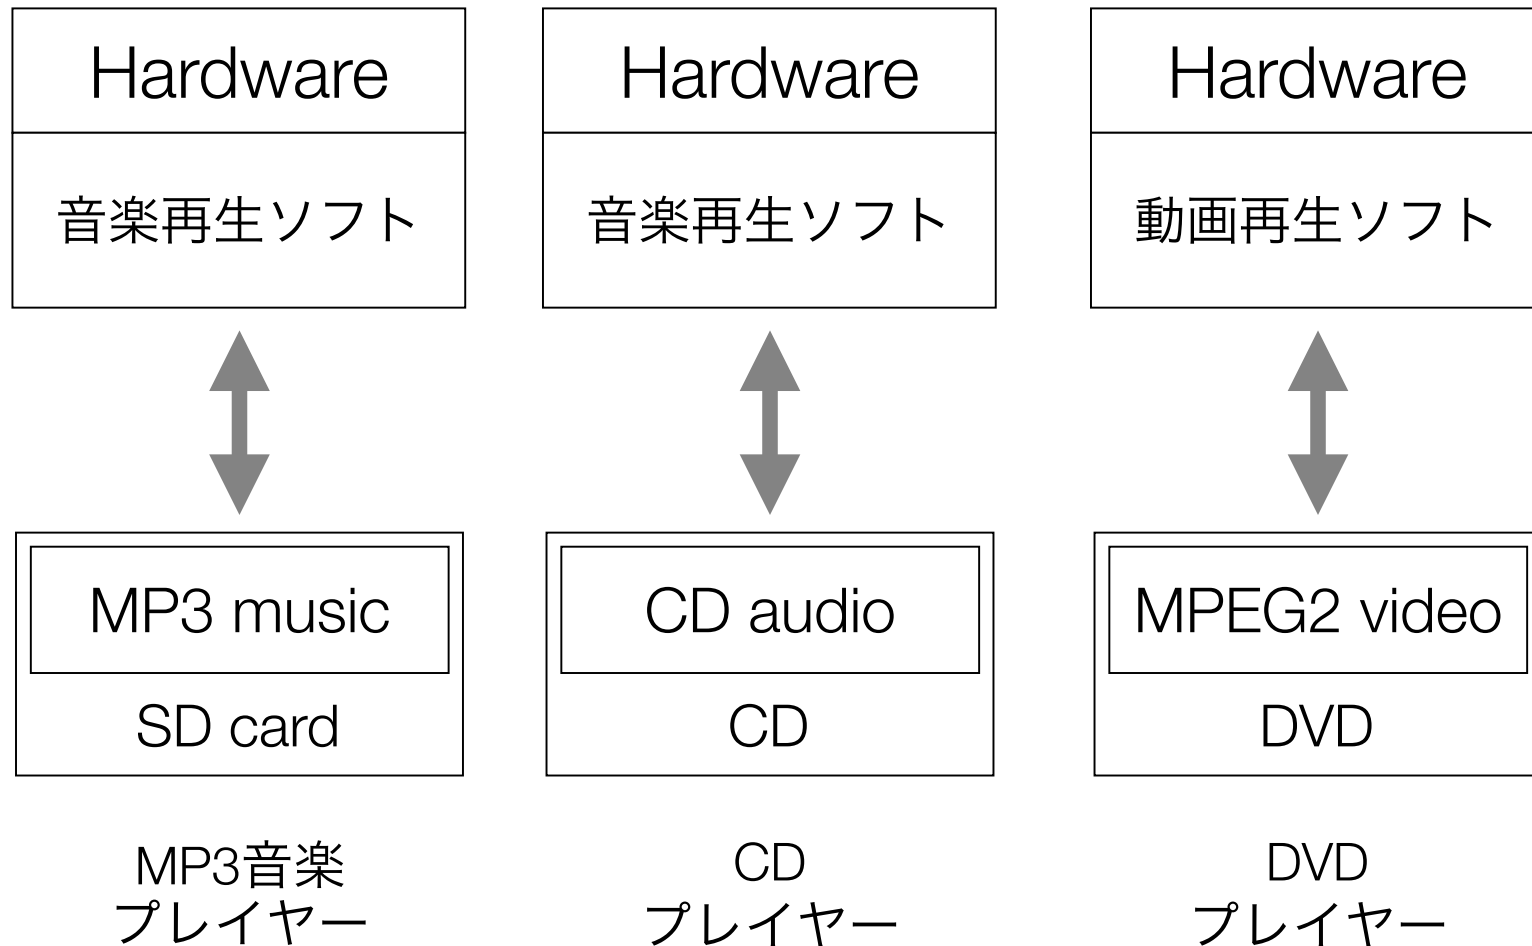 Hardware
音楽再生ソフト
MP3 music
SD card
MP3音楽
プレイヤー
Hardware
音楽再生ソフト
CD audio
CD
CD
プレイヤー
Hardware
動画再生ソフト
MPEG2 video
DVD
DVD
プレイヤー